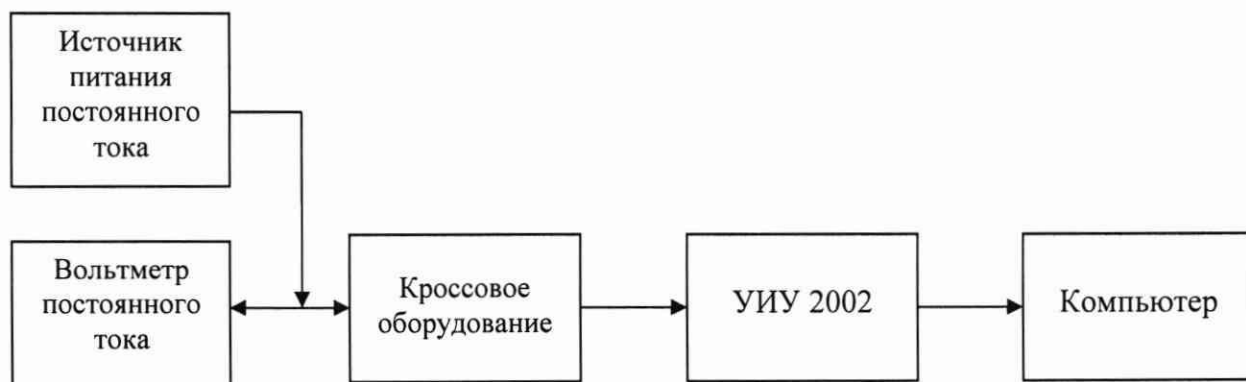 Источник
питания
постоянного
тока
Вольтметр
постоянного
тока
Кроссовое
оборудование
УИУ 2002
Компьютер